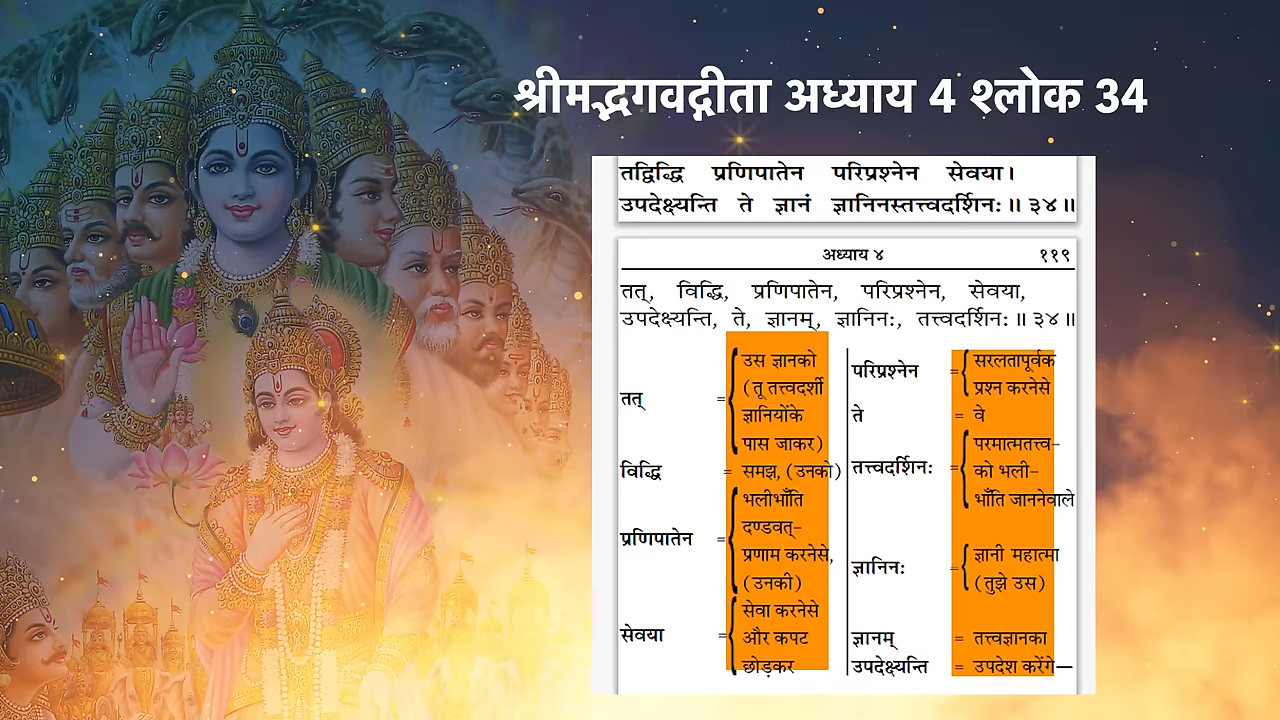 श्रीमद्भगवद्गीता अध्याय 4 श्लोक 34
तद्विद्धि प्रणिपातेन परिप्रश्नेन सेवया।
उपदेक्ष्यन्ति ते ज्ञानं ज्ञानिनस्तत्त्वदर्शिनः॥ ३४॥
अध्याय ४ ११९
तत्, विद्धि, प्रणिपातेन, परिप्रश्नेन, सेवया,
उपदेक्ष्यन्ति, ते, ज्ञानम्, ज्ञानिनः, तत्त्वदर्शिनः॥ ३४॥
तत् = { उस ज्ञानको
(तू तत्त्वदर्शी
ज्ञानियोंके
पास जाकर)
विद्धि = समझ, (उनको)
प्रणिपातेन = { भलीभाँति
दण्डवत्-
प्रणाम करनेसे,
(उनकी)
सेवया = { सेवा करनेसे
और कपट
छोड़कर
परिप्रश्नेन = { सरलतापूर्वक
प्रश्न करनेसे
ते = वे
तत्त्वदर्शिनः = { परमात्मतत्त्व-
को भली-
भाँति जाननेवाले
ज्ञानिनः = { ज्ञानी महात्मा
(तुझे उस)
ज्ञानम् = तत्त्वज्ञानका
उपदेक्ष्यन्ति = उपदेश करेंगे—